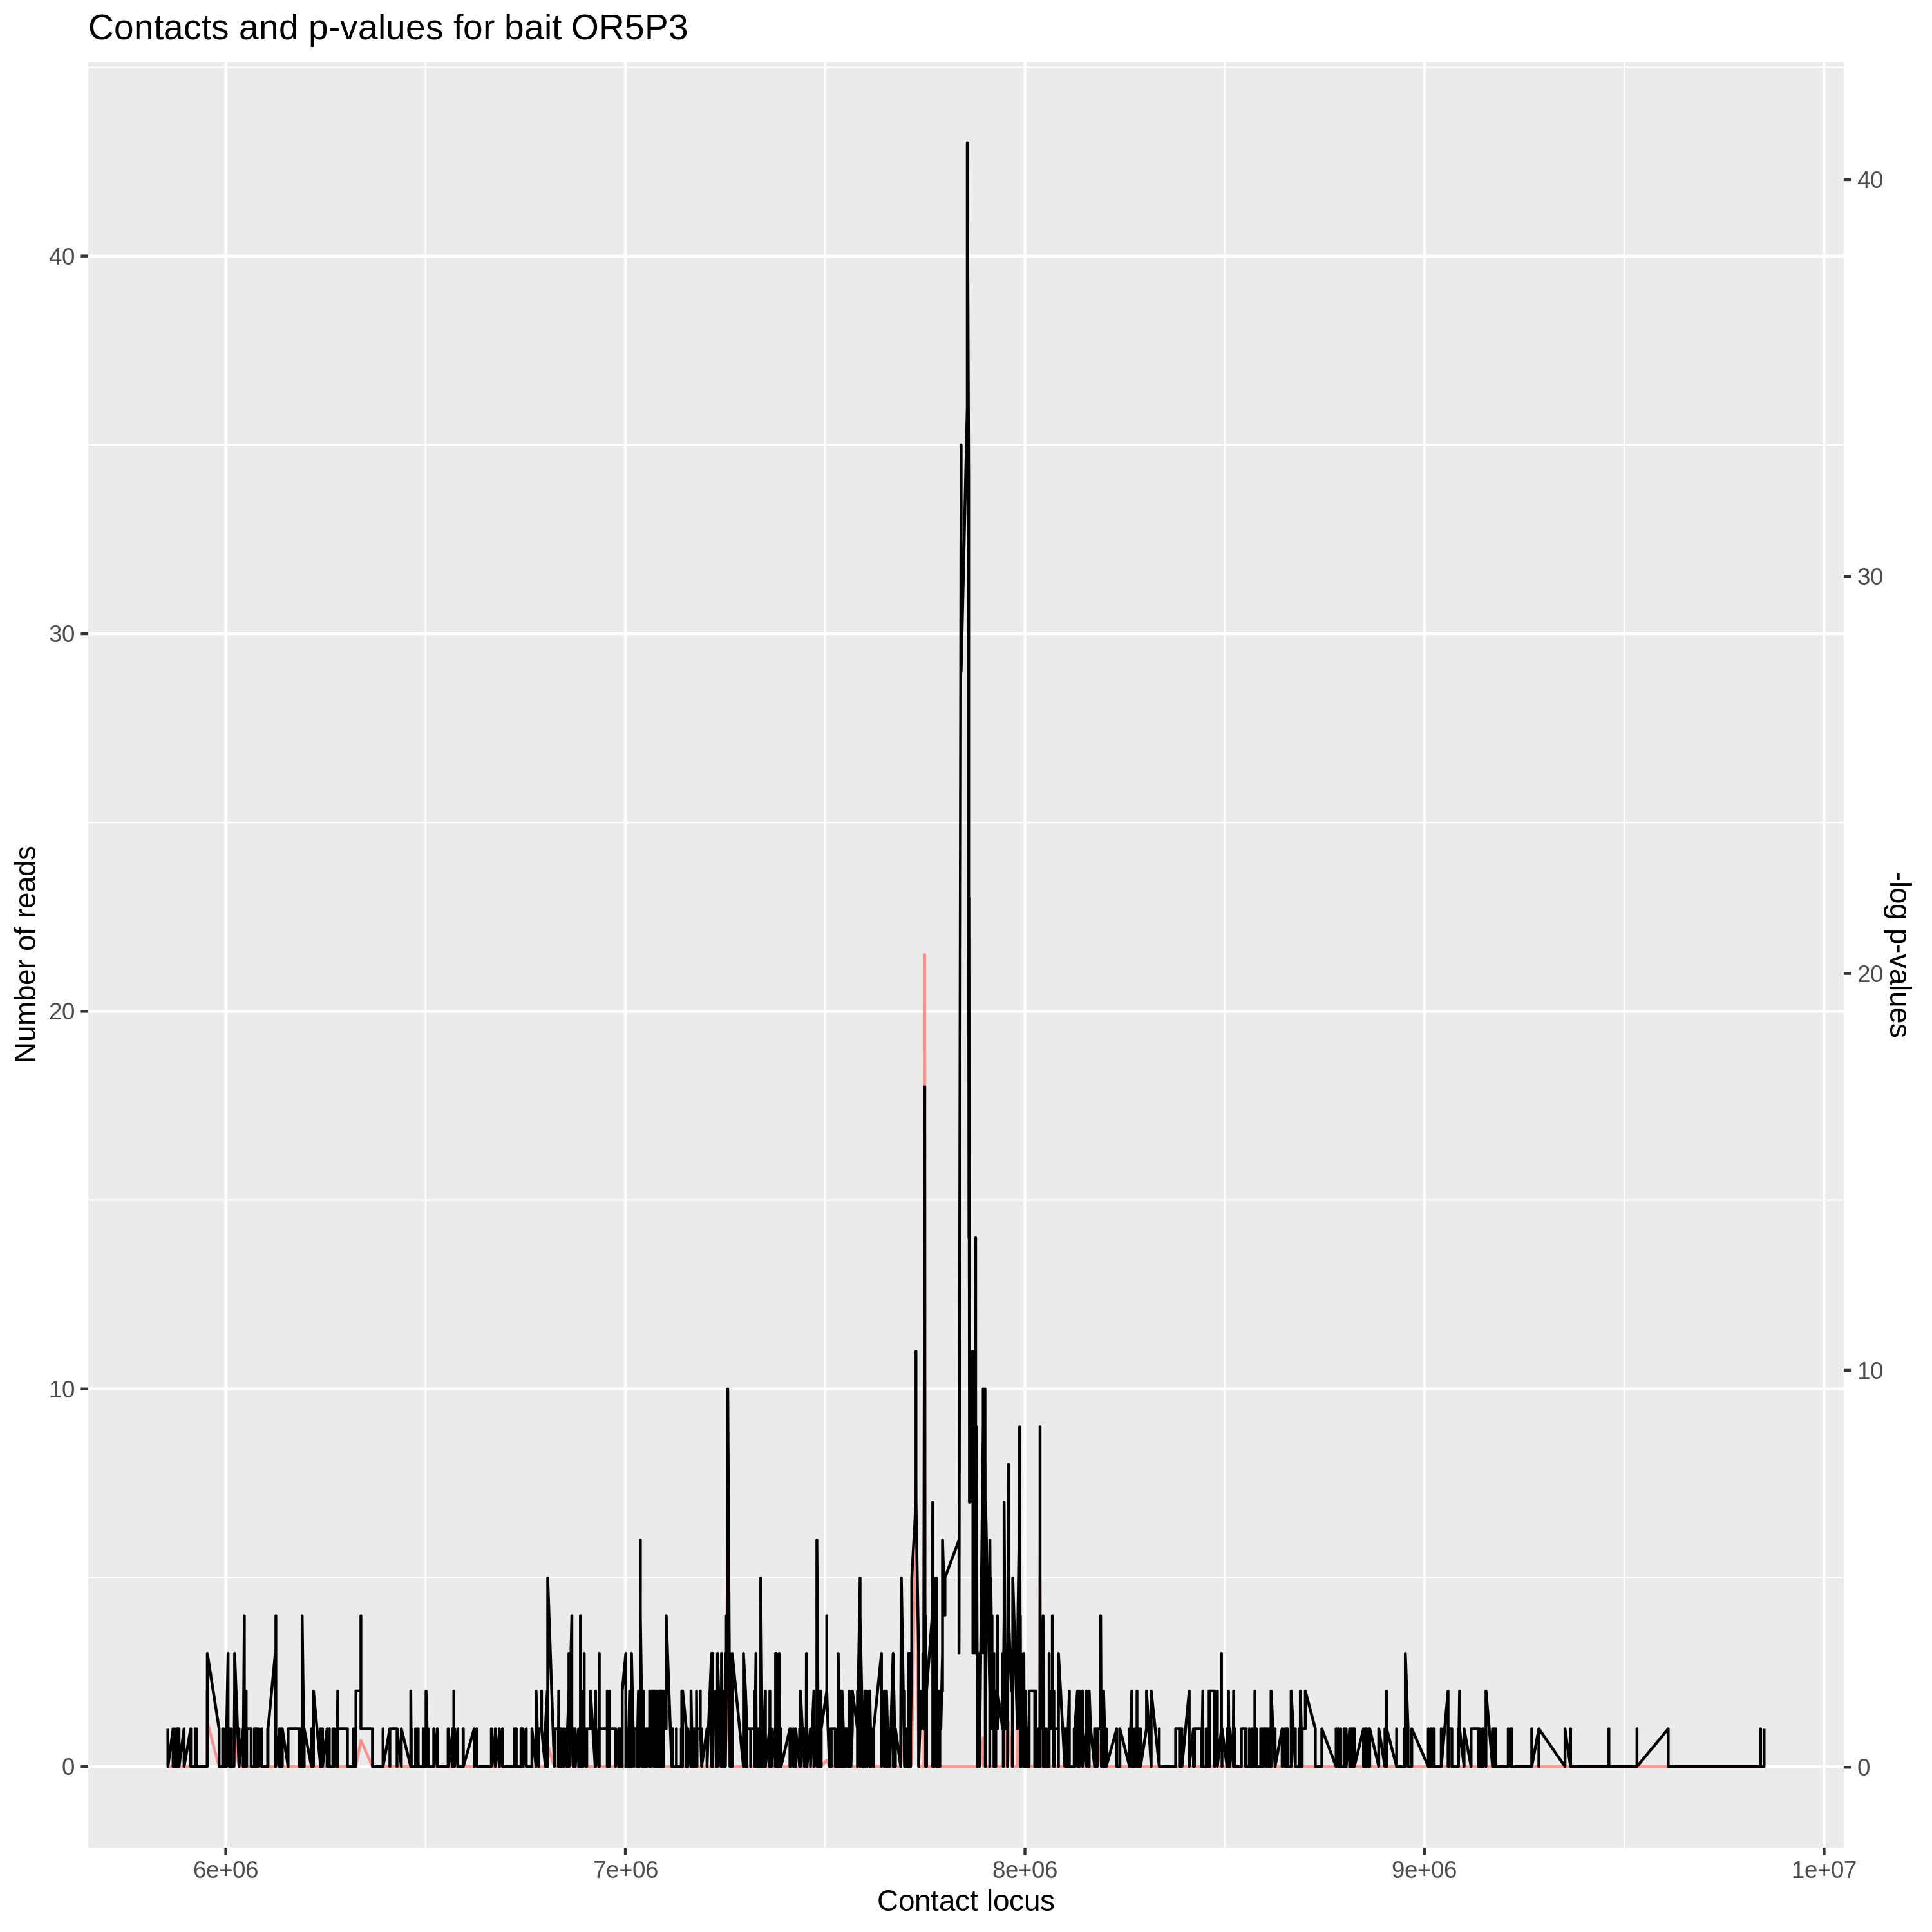 Contacts and p-values for bait OR5P3
40
30
20
10
0
Number of reads
40
30
20
10
0
-log p-values
6e+06
7e+06
8e+06
9e+06
1e+07
Contact locus